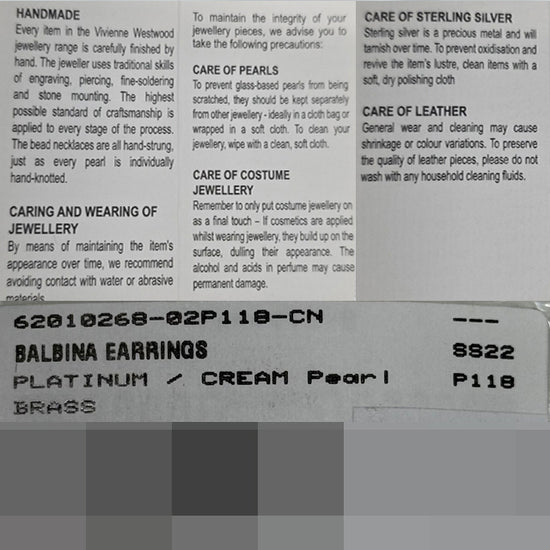 HANDMADE
Every item in the Vivienne Westwood
jewellery range is carefully finished by
hand. The jeweller uses traditional skills
of engraving, piercing, fine-soldering
and stone mounting. The highest
possible standard of craftsmanship is
applied to every stage of the process.
The bead necklaces are all hand-strung,
just as every pearl is individually
hand-knotted.
CARING AND WEARING OF
JEWELLERY
By means of maintaining the item's
appearance over time, we recommend
avoiding contact with water or abrasive
materials
To maintain the integrity of your
jewellery pieces, we advise you to
take the following precautions:
CARE OF PEARLS
To prevent glass-based pearls from being
scratched, they should be kept separately
from other jewellery - ideally in a cloth bag or
wrapped in a soft cloth. To clean your
jewellery, wipe with a clean, soft cloth.
CARE OF COSTUME
JEWELLERY
Remember to only put costume jewellery on
as a final touch – If cosmetics are applied
whilst wearing jewellery, they build up on the
surface, dulling their appearance. The
alcohol and acids in perfume may cause
permanent damage.
CARE OF STERLING SILVER
Sterling silver is a precious metal and will
tarnish over time. To prevent oxidisation and
revive the item's lustre, clean items with a
soft, dry polishing cloth
CARE OF LEATHER
General wear and cleaning may cause
shrinkage or colour variations. To preserve
the quality of leather pieces, please do not
wash with any household cleaning fluids.
62010268-02P118-CN ---
BALBINA EARRINGS SS22
PLATINUM / CREAM Pearl P118
BRASS